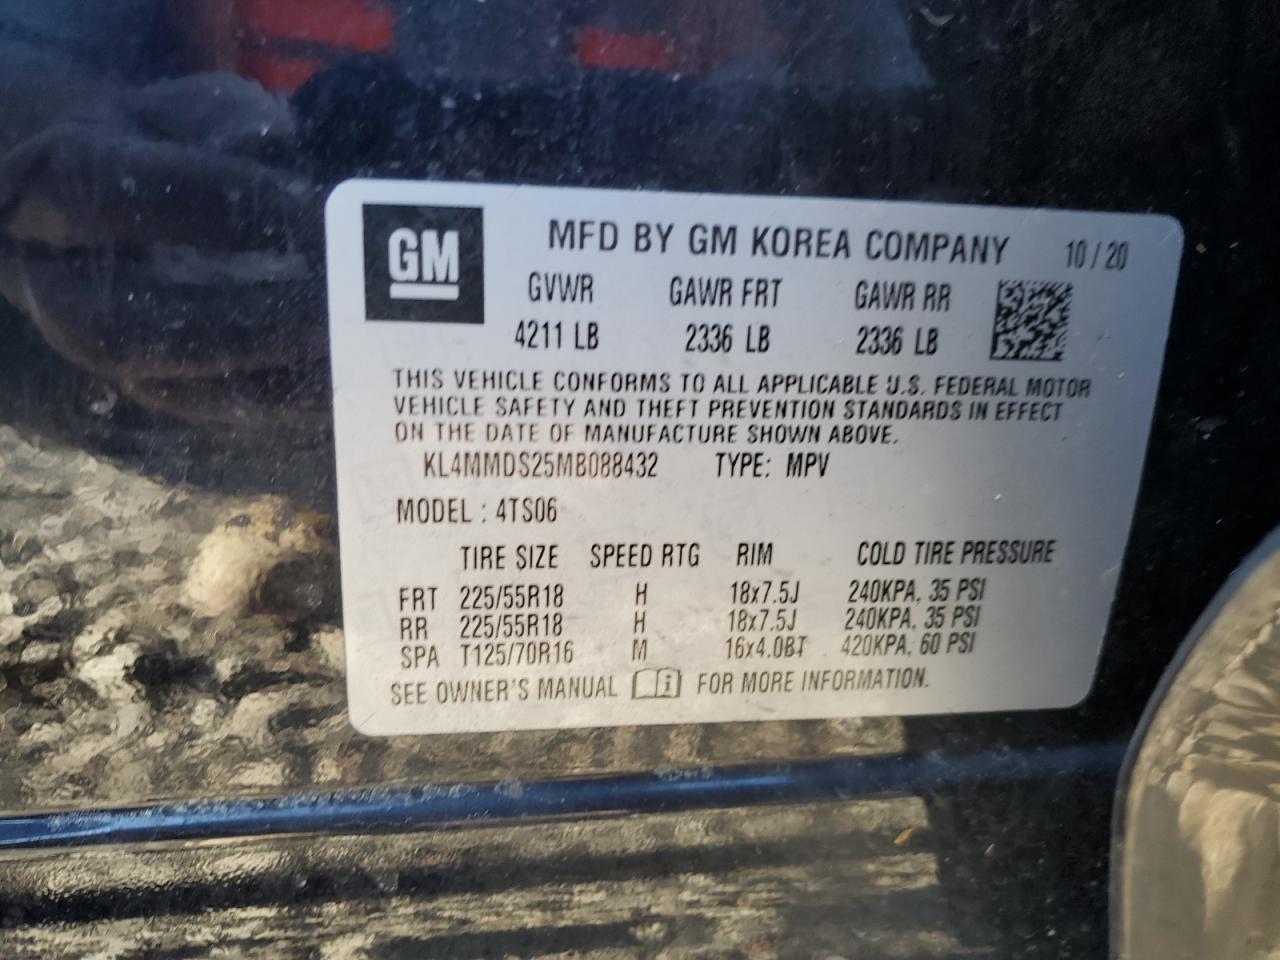 GM
MFD BY GM KOREA COMPANY 10/20
GVWR GAWR FRT GAWR RR
4211 LB 2336 LB 2336 LB
THIS VEHICLE CONFORMS TO ALL APPLICABLE U.S. FEDERAL MOTOR
VEHICLE SAFETY AND THEFT PREVENTION STANDARDS IN EFFECT
ON THE DATE OF MANUFACTURE SHOWN ABOVE.
KL4MMDS25MB088432 TYPE: MPV
MODEL : 4TS06
TIRE SIZE SPEED RTG RIM COLD TIRE PRESSURE
FRT 225/55R18 H 18x7.5J 240KPA, 35 PSI
RR 225/55R18 H 18x7.5J 240KPA, 35 PSI
SPA T125/70R16 M 16x4.0BT 420KPA, 60 PSI
SEE OWNER'S MANUAL i FOR MORE INFORMATION.